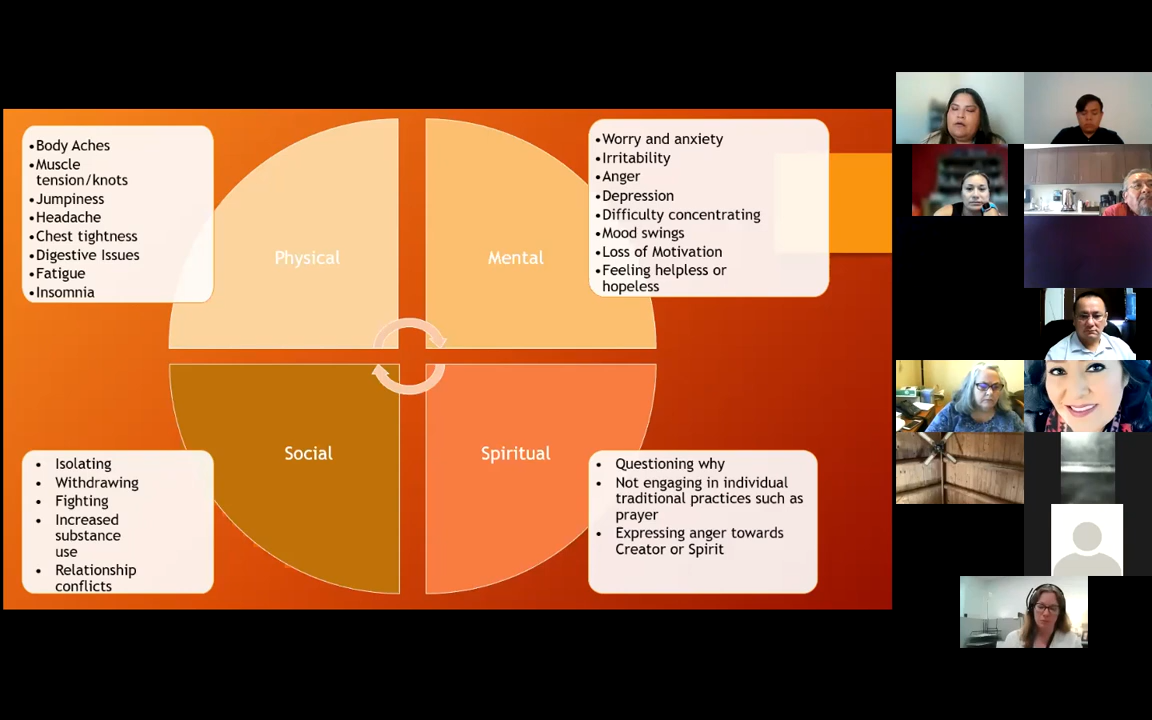 •Body Aches
•Muscle
tension/knots
•Jumpiness
•Headache
•Chest tightness
•Digestive Issues
•Fatigue
•Insomnia
Physical
Mental
•Worry and anxiety
•Irritability
•Anger
•Depression
•Difficulty concentrating
•Mood swings
•Loss of Motivation
•Feeling helpless or
hopeless
• Isolating
• Withdrawing
• Fighting
• Increased
substance
use
• Relationship
conflicts
Social
Spiritual
• Questioning why
• Not engaging in individual
traditional practices such as
prayer
• Expressing anger towards
Creator or Spirit